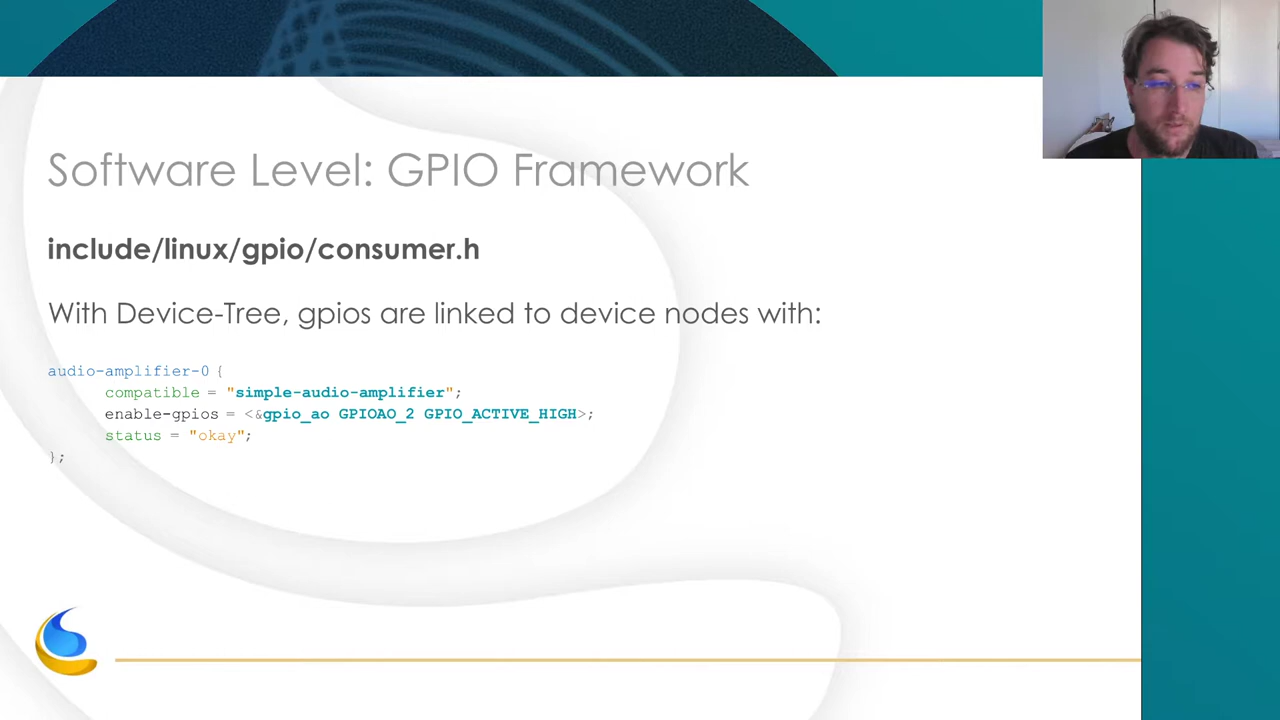 Software Level: GPIO Framework
include/linux/gpio/consumer.h
With Device-Tree, gpios are linked to device nodes with:
audio-amplifier-0 {
compatible = "simple-audio-amplifier";
enable-gpios = <&gpio_ao GPIOAO_2 GPIO_ACTIVE_HIGH>;
status = "okay";
};